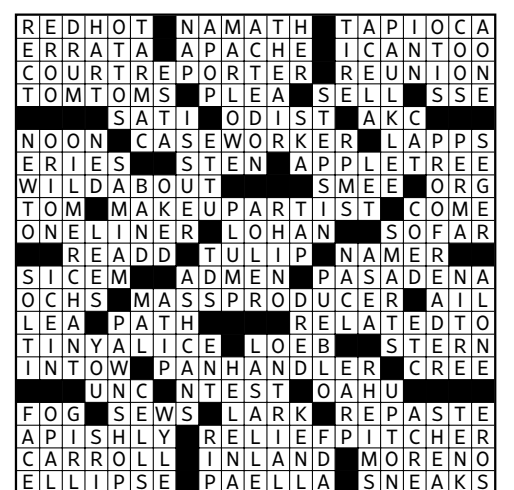 REDHOT NAMATH TAPIOCA
ERRATA APACHE ICANTOO
COURTREPORTER REUNION
TOMTOMS PLEA SELL SSE
SATI ODIST AKC
NOON CASEWORKER LAPPS
ERIES STEN APPLETREE
WILDABOUT SMEE ORG
TOM MAKEUPARTIST COME
ONELINER LOHAN SOFAR
READD TULIP NAMER
SICEM ADMEN PASADENA
OCHS MASSPRODUCER AIL
LEA PATH RELATEDTO
TINYALICE LOEB STERN
INTOW PANHANDLER CREE
UNC NTEST OAHU
FOG SEWS LARK REPASTE
APISHLY RELIEFPITCHER
CARROLL INLAND MORENO
ELLIPSE PAELLA SNEAKS